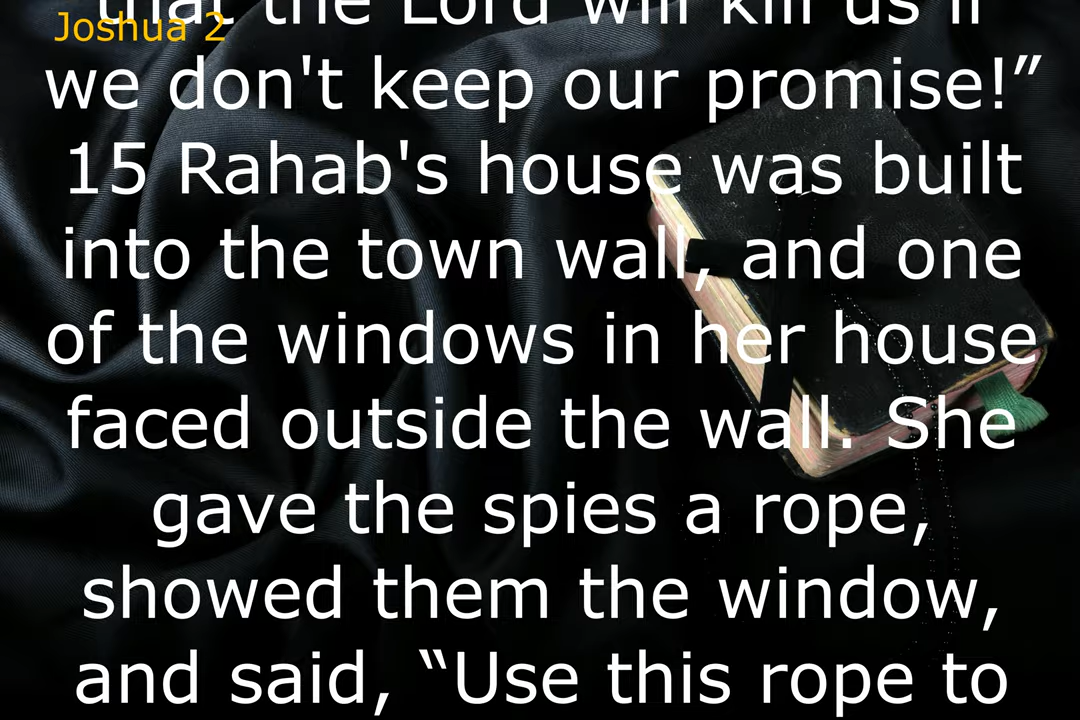 that the Lord will kill us if
Joshua 2
we don't keep our promise!”
15 Rahab's house was built
into the town wall, and one
of the windows in her house
faced outside the wall. She
gave the spies a rope,
showed them the window,
and said, “Use this rope to